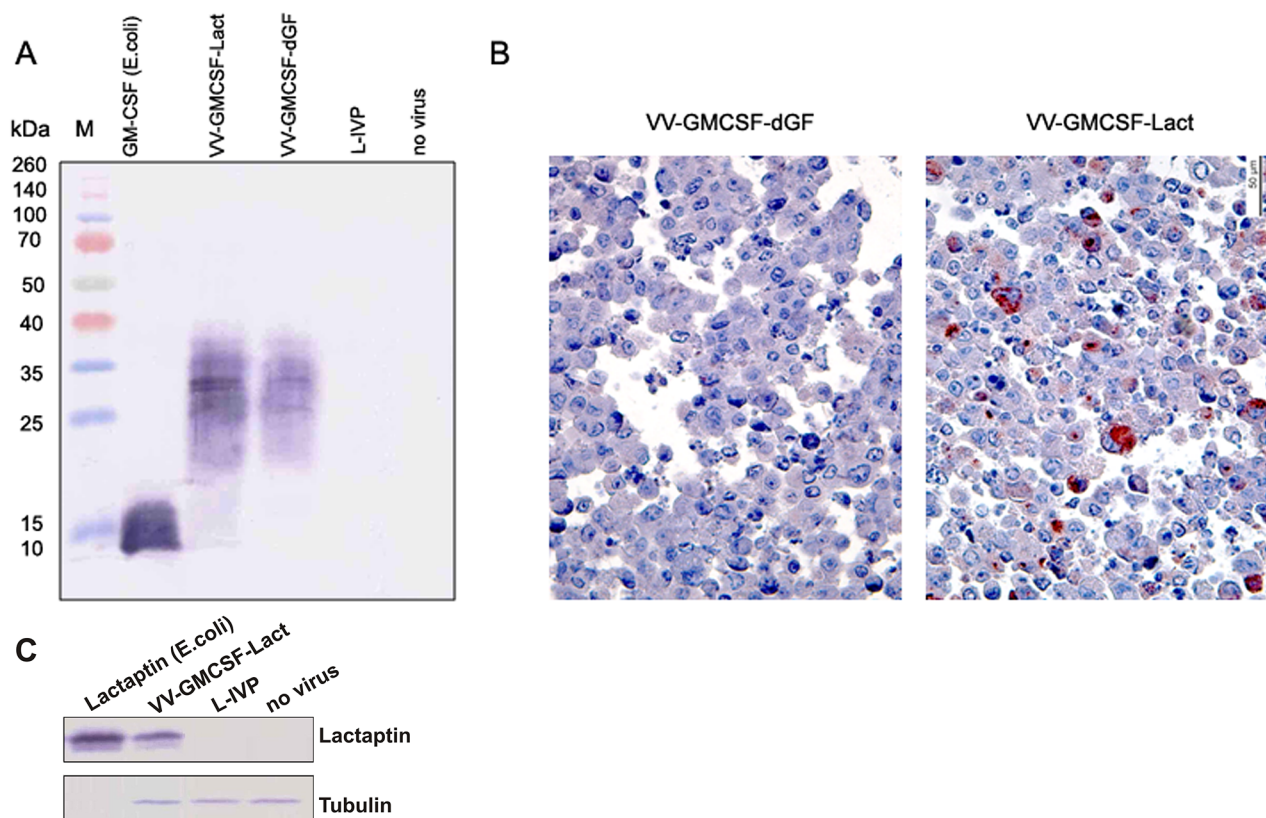 A
kDa
M
GM-CSF (E.coli)
VV-GMCSF-Lact
VV-GMCSF-dGF
L-IVP
no virus
260
140
100
70
50
40
35
25
15
10
B
VV-GMCSF-dGF
VV-GMCSF-Lact
50 µm
C
Lactaptin (E.coli)
VV-GMCSF-Lact
L-IVP
no virus
Lactaptin
Tubulin